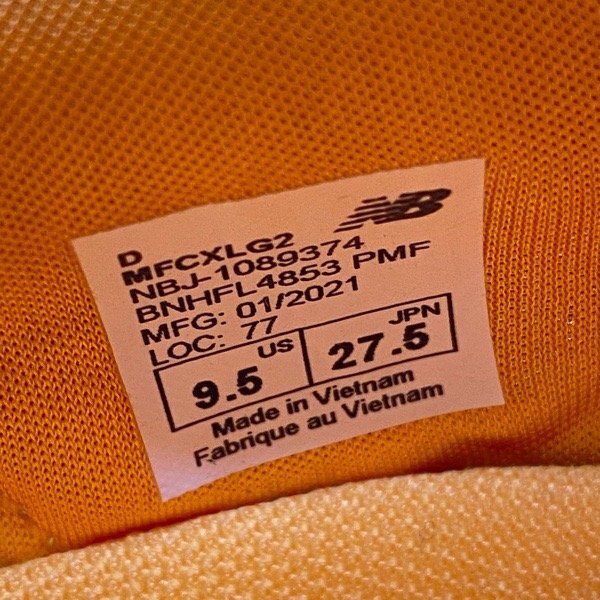 NB
D
MFCXLG2
NBJ-1089374
BNHFL4853 PMF
MFG: 01/2021
LOC: 77
US
9.5
JPN
27.5
Made in Vietnam
Fabrique au Vietnam